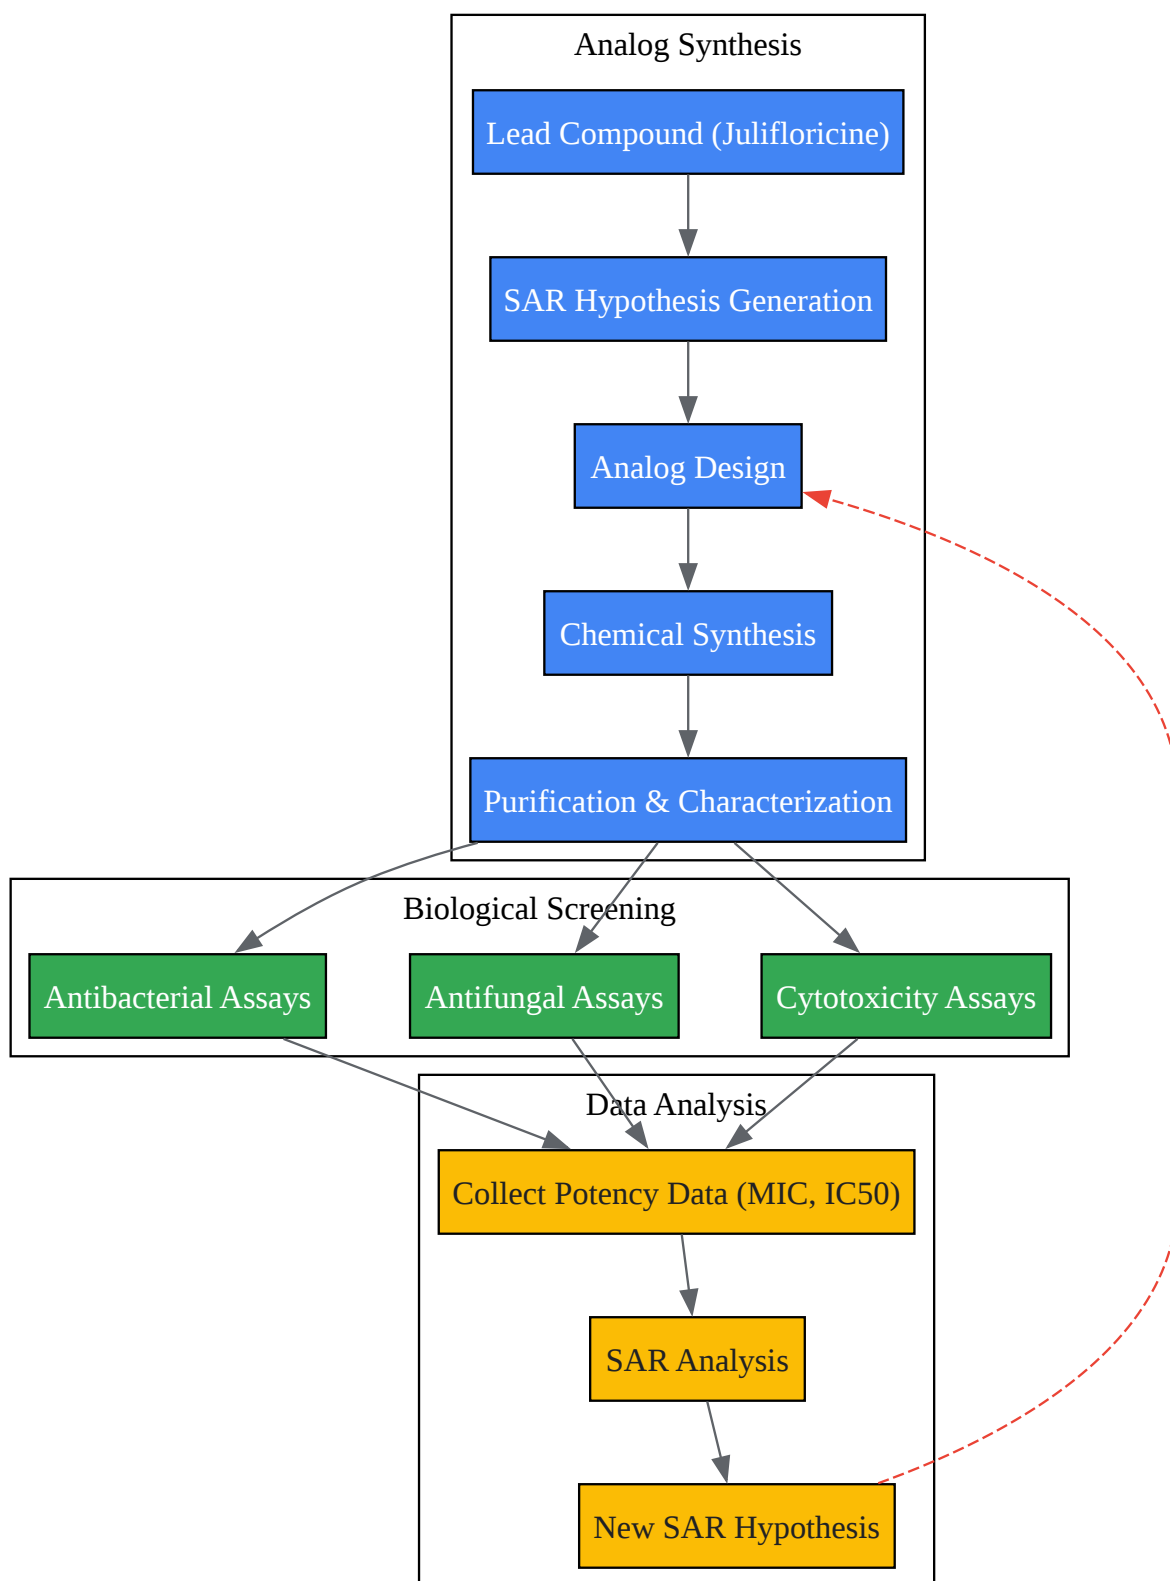 Analog Synthesis
Lead Compound (Julifloricine)
SAR Hypothesis Generation
Analog Design
Chemical Synthesis
Purification & Characterization
Biological Screening
Antibacterial Assays
Antifungal Assays
Cytotoxicity Assays
Data Analysis
Collect Potency Data (MIC, IC50)
SAR Analysis
New SAR Hypothesis